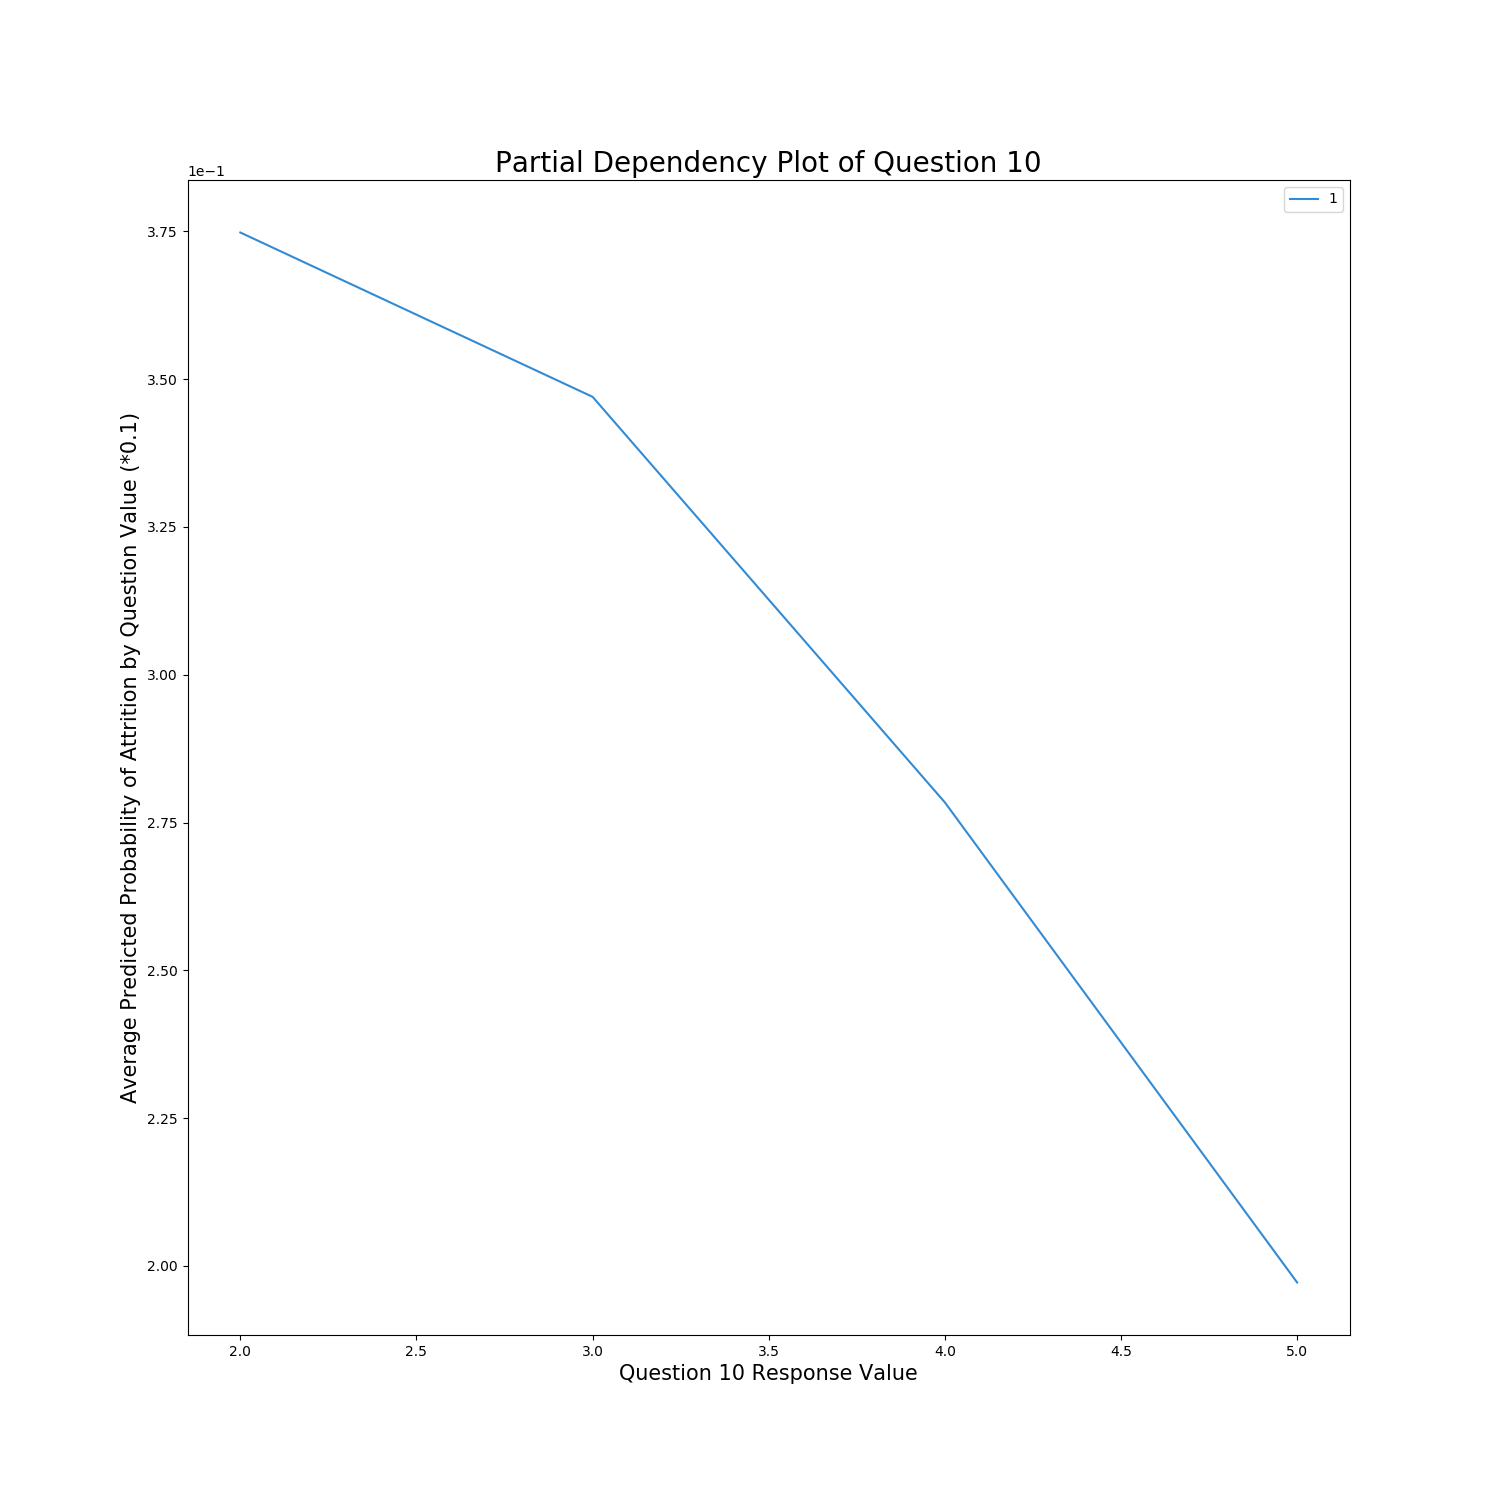 Partial Dependency Plot of Question 10
1e−1
1
3.75
3.50
3.25
3.00
2.75
2.50
2.25
2.00
Average Predicted Probability of Attrition by Question Value (*0.1)
2.0 2.5 3.0 3.5 4.0 4.5 5.0
Question 10 Response Value